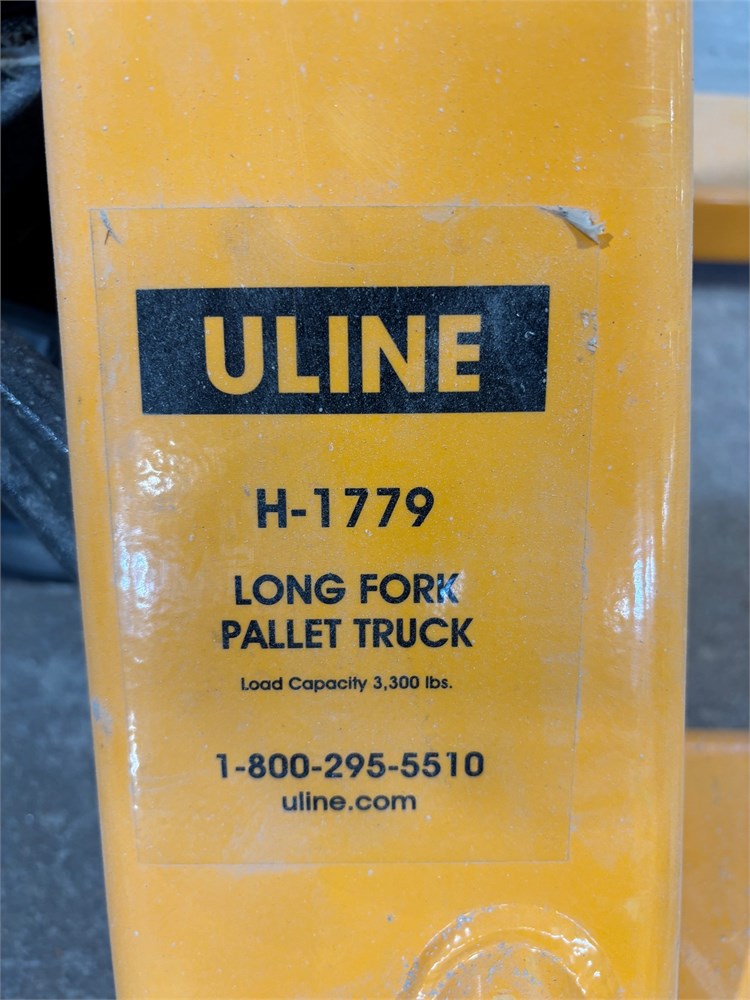 ULINE
H-1779
LONG FORK
PALLET TRUCK
Load Capacity 3,300 lbs.
1-800-295-5510
uline.com